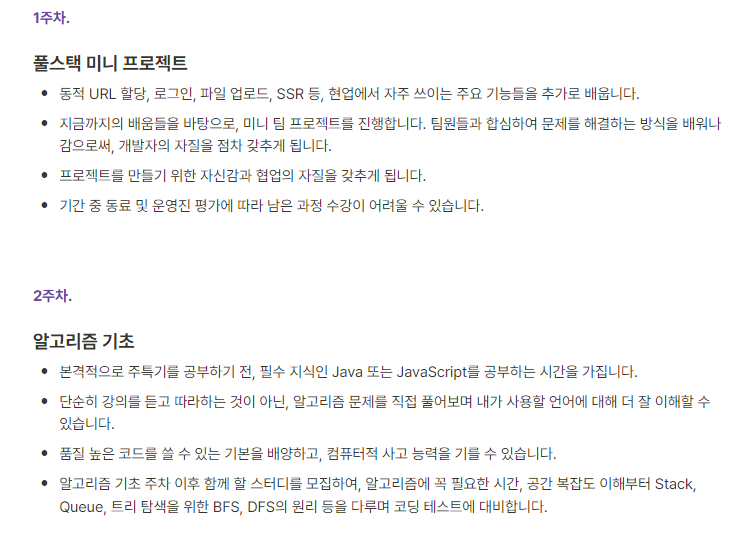 1주차.
풀스택 미니 프로젝트
• 동적 URL 할당, 로그인, 파일 업로드, SSR 등, 현업에서 자주 쓰이는 주요 기능들을 추가로 배웁니다.
• 지금까지의 배움들을 바탕으로, 미니 팀 프로젝트를 진행합니다. 팀원들과 합심하여 문제를 해결하는 방식을 배워나
감으로써, 개발자의 자질을 점차 갖추게 됩니다.
• 프로젝트를 만들기 위한 자신감과 협업의 자질을 갖추게 됩니다.
• 기간 중 동료 및 운영진 평가에 따라 남은 과정 수강이 어려울 수 있습니다.
2주차.
알고리즘 기초
• 본격적으로 주특기를 공부하기 전, 필수 지식인 Java 또는 JavaScript를 공부하는 시간을 가집니다.
• 단순히 강의를 듣고 따라하는 것이 아닌, 알고리즘 문제를 직접 풀어보며 내가 사용할 언어에 대해 더 잘 이해할 수
있습니다.
• 품질 높은 코드를 쓸 수 있는 기본을 배양하고, 컴퓨터적 사고 능력을 기를 수 있습니다.
• 알고리즘 기초 주차 이후 함께 할 스터디를 모집하여, 알고리즘에 꼭 필요한 시간, 공간 복잡도 이해부터 Stack,
Queue, 트리 탐색을 위한 BFS, DFS의 원리 등을 다루며 코딩 테스트에 대비합니다.